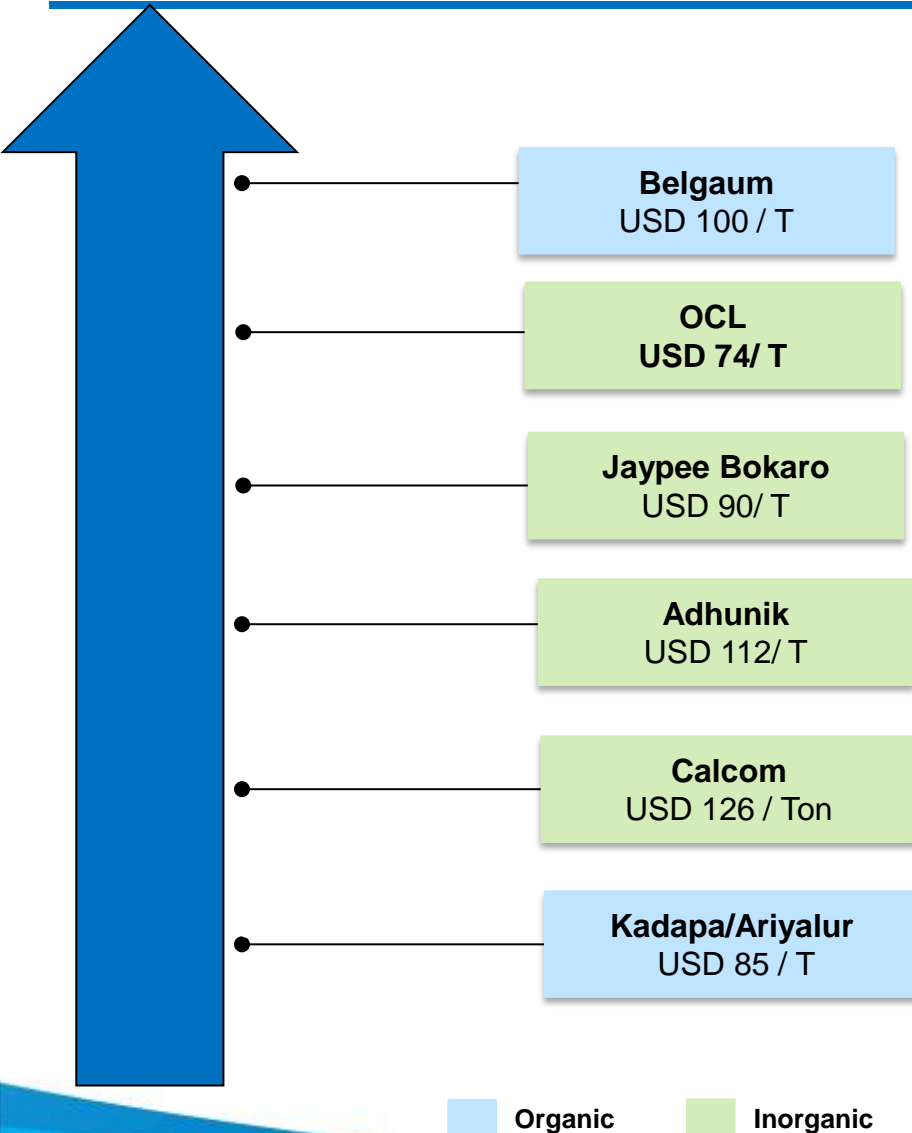 Belgaum
USD 100 / T
OCL
USD 74/ T
Jaypee Bokaro
USD 90/ T
Adhunik
USD 112/ T
Calcom
USD 126 / Ton
Kadapa/Ariyalur
USD 85 / T
Organic
Inorganic